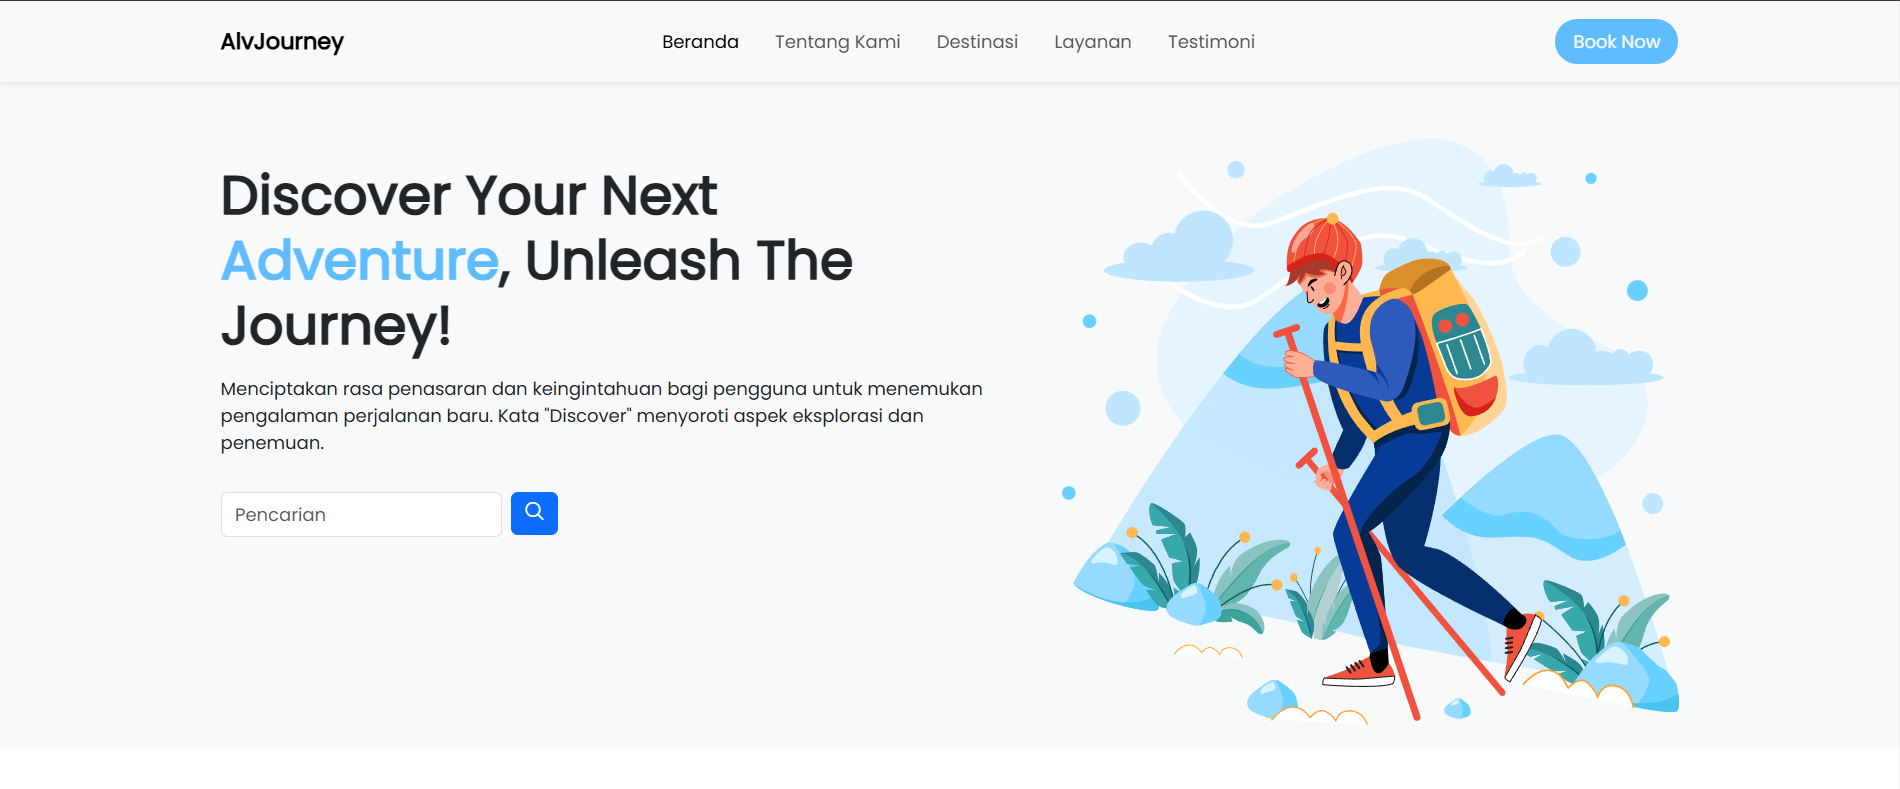 AlvJourney
Beranda
Tentang Kami
Destinasi
Layanan
Testimoni
Book Now
Discover Your Next
Adventure, Unleash The
Journey!
Menciptakan rasa penasaran dan keingintahuan bagi pengguna untuk menemukan
pengalaman perjalanan baru. Kata "Discover" menyoroti aspek eksplorasi dan
penemuan.
Pencarian